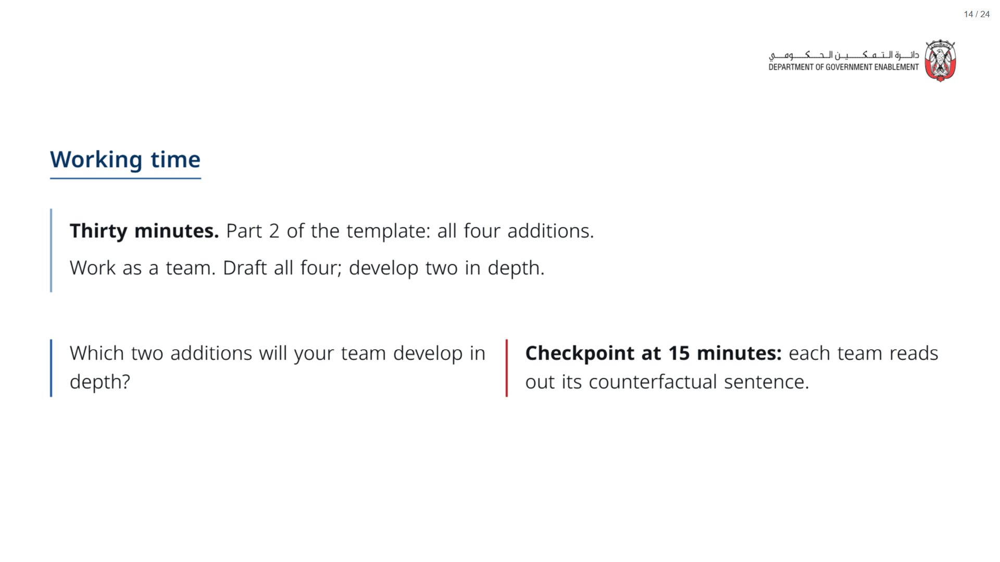 14 / 24
دائرة التمكين الحكومي
DEPARTMENT OF GOVERNMENT ENABLEMENT
Working time
Thirty minutes. Part 2 of the template: all four additions.
Work as a team. Draft all four; develop two in depth.
Which two additions will your team develop in
depth?
Checkpoint at 15 minutes: each team reads
out its counterfactual sentence.